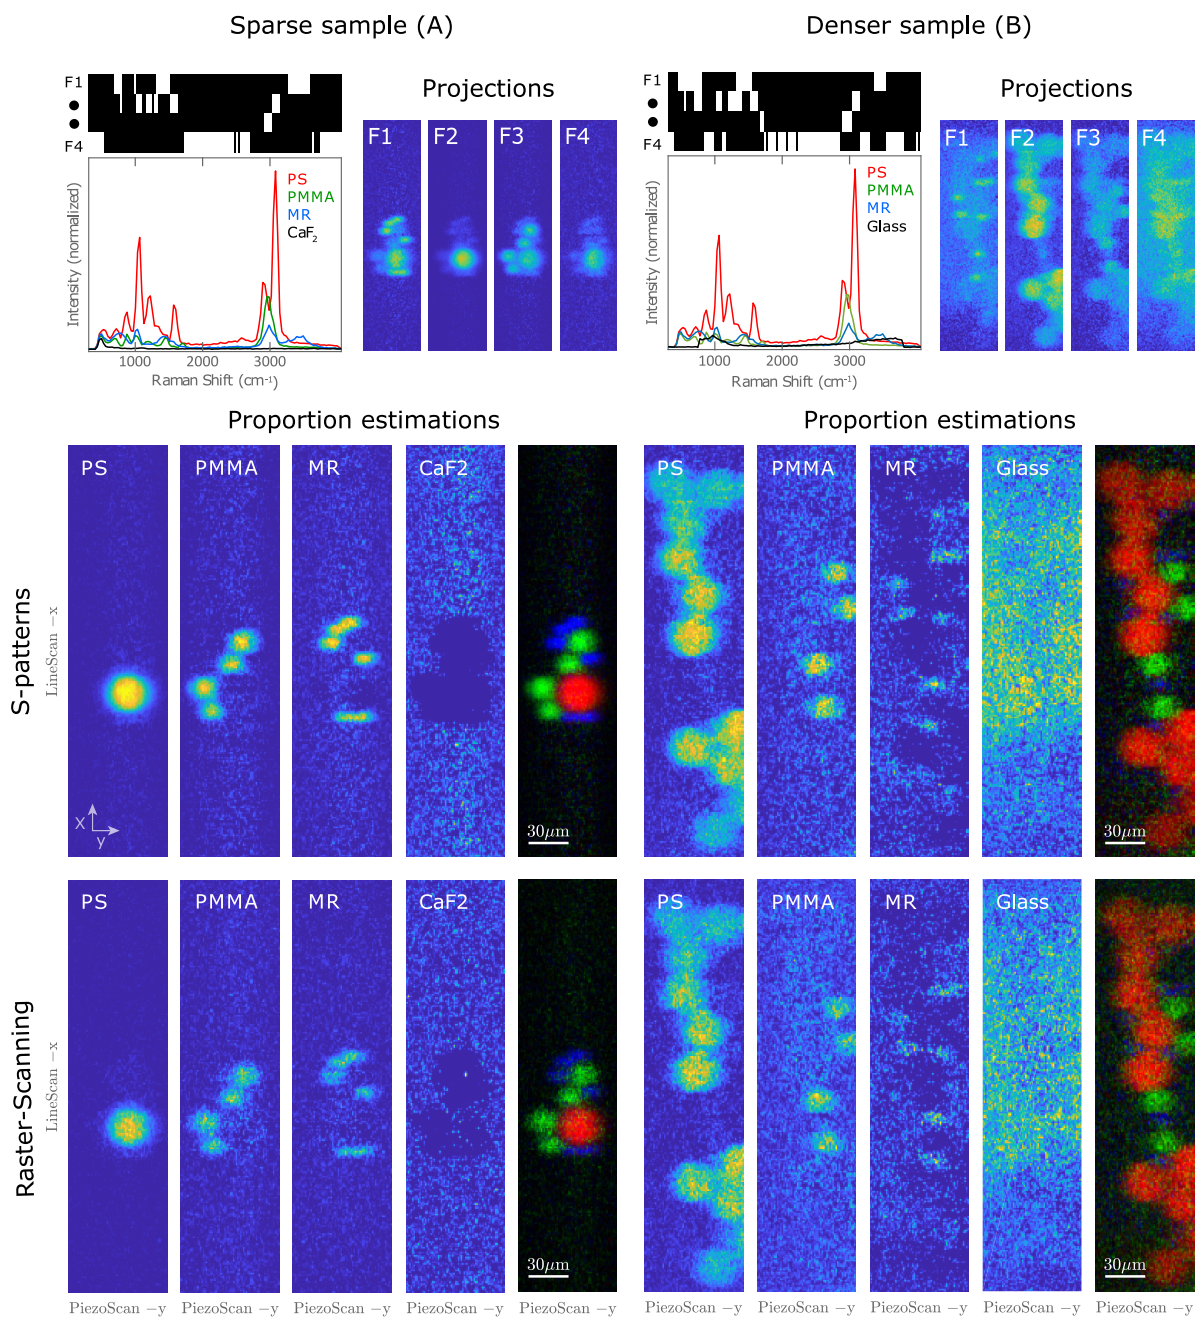 Sparse sample (A)
Denser sample (B)
F1
●
●
F4
Projections
F1 F2 F3 F4
Intensity (normalized)
PS
PMMA
MR
CaF2
1000 2000 3000
Raman Shift (cm-1)
F1
●
●
F4
Projections
F1 F2 F3 F4
Intensity (normalized)
PS
PMMA
MR
Glass
1000 2000 3000
Raman Shift (cm-1)
Proportion estimations
Proportion estimations
S-patterns
LineScan −x
PS PMMA MR CaF2
X
y
30μm
PS PMMA MR Glass
30μm
Raster-Scanning
LineScan −x
PS PMMA MR CaF2
30μm
PS PMMA MR Glass
30μm
PiezoScan −y PiezoScan −y PiezoScan −y PiezoScan −y PiezoScan −y PiezoScan −y PiezoScan −y PiezoScan −y PiezoScan −y PiezoScan −y